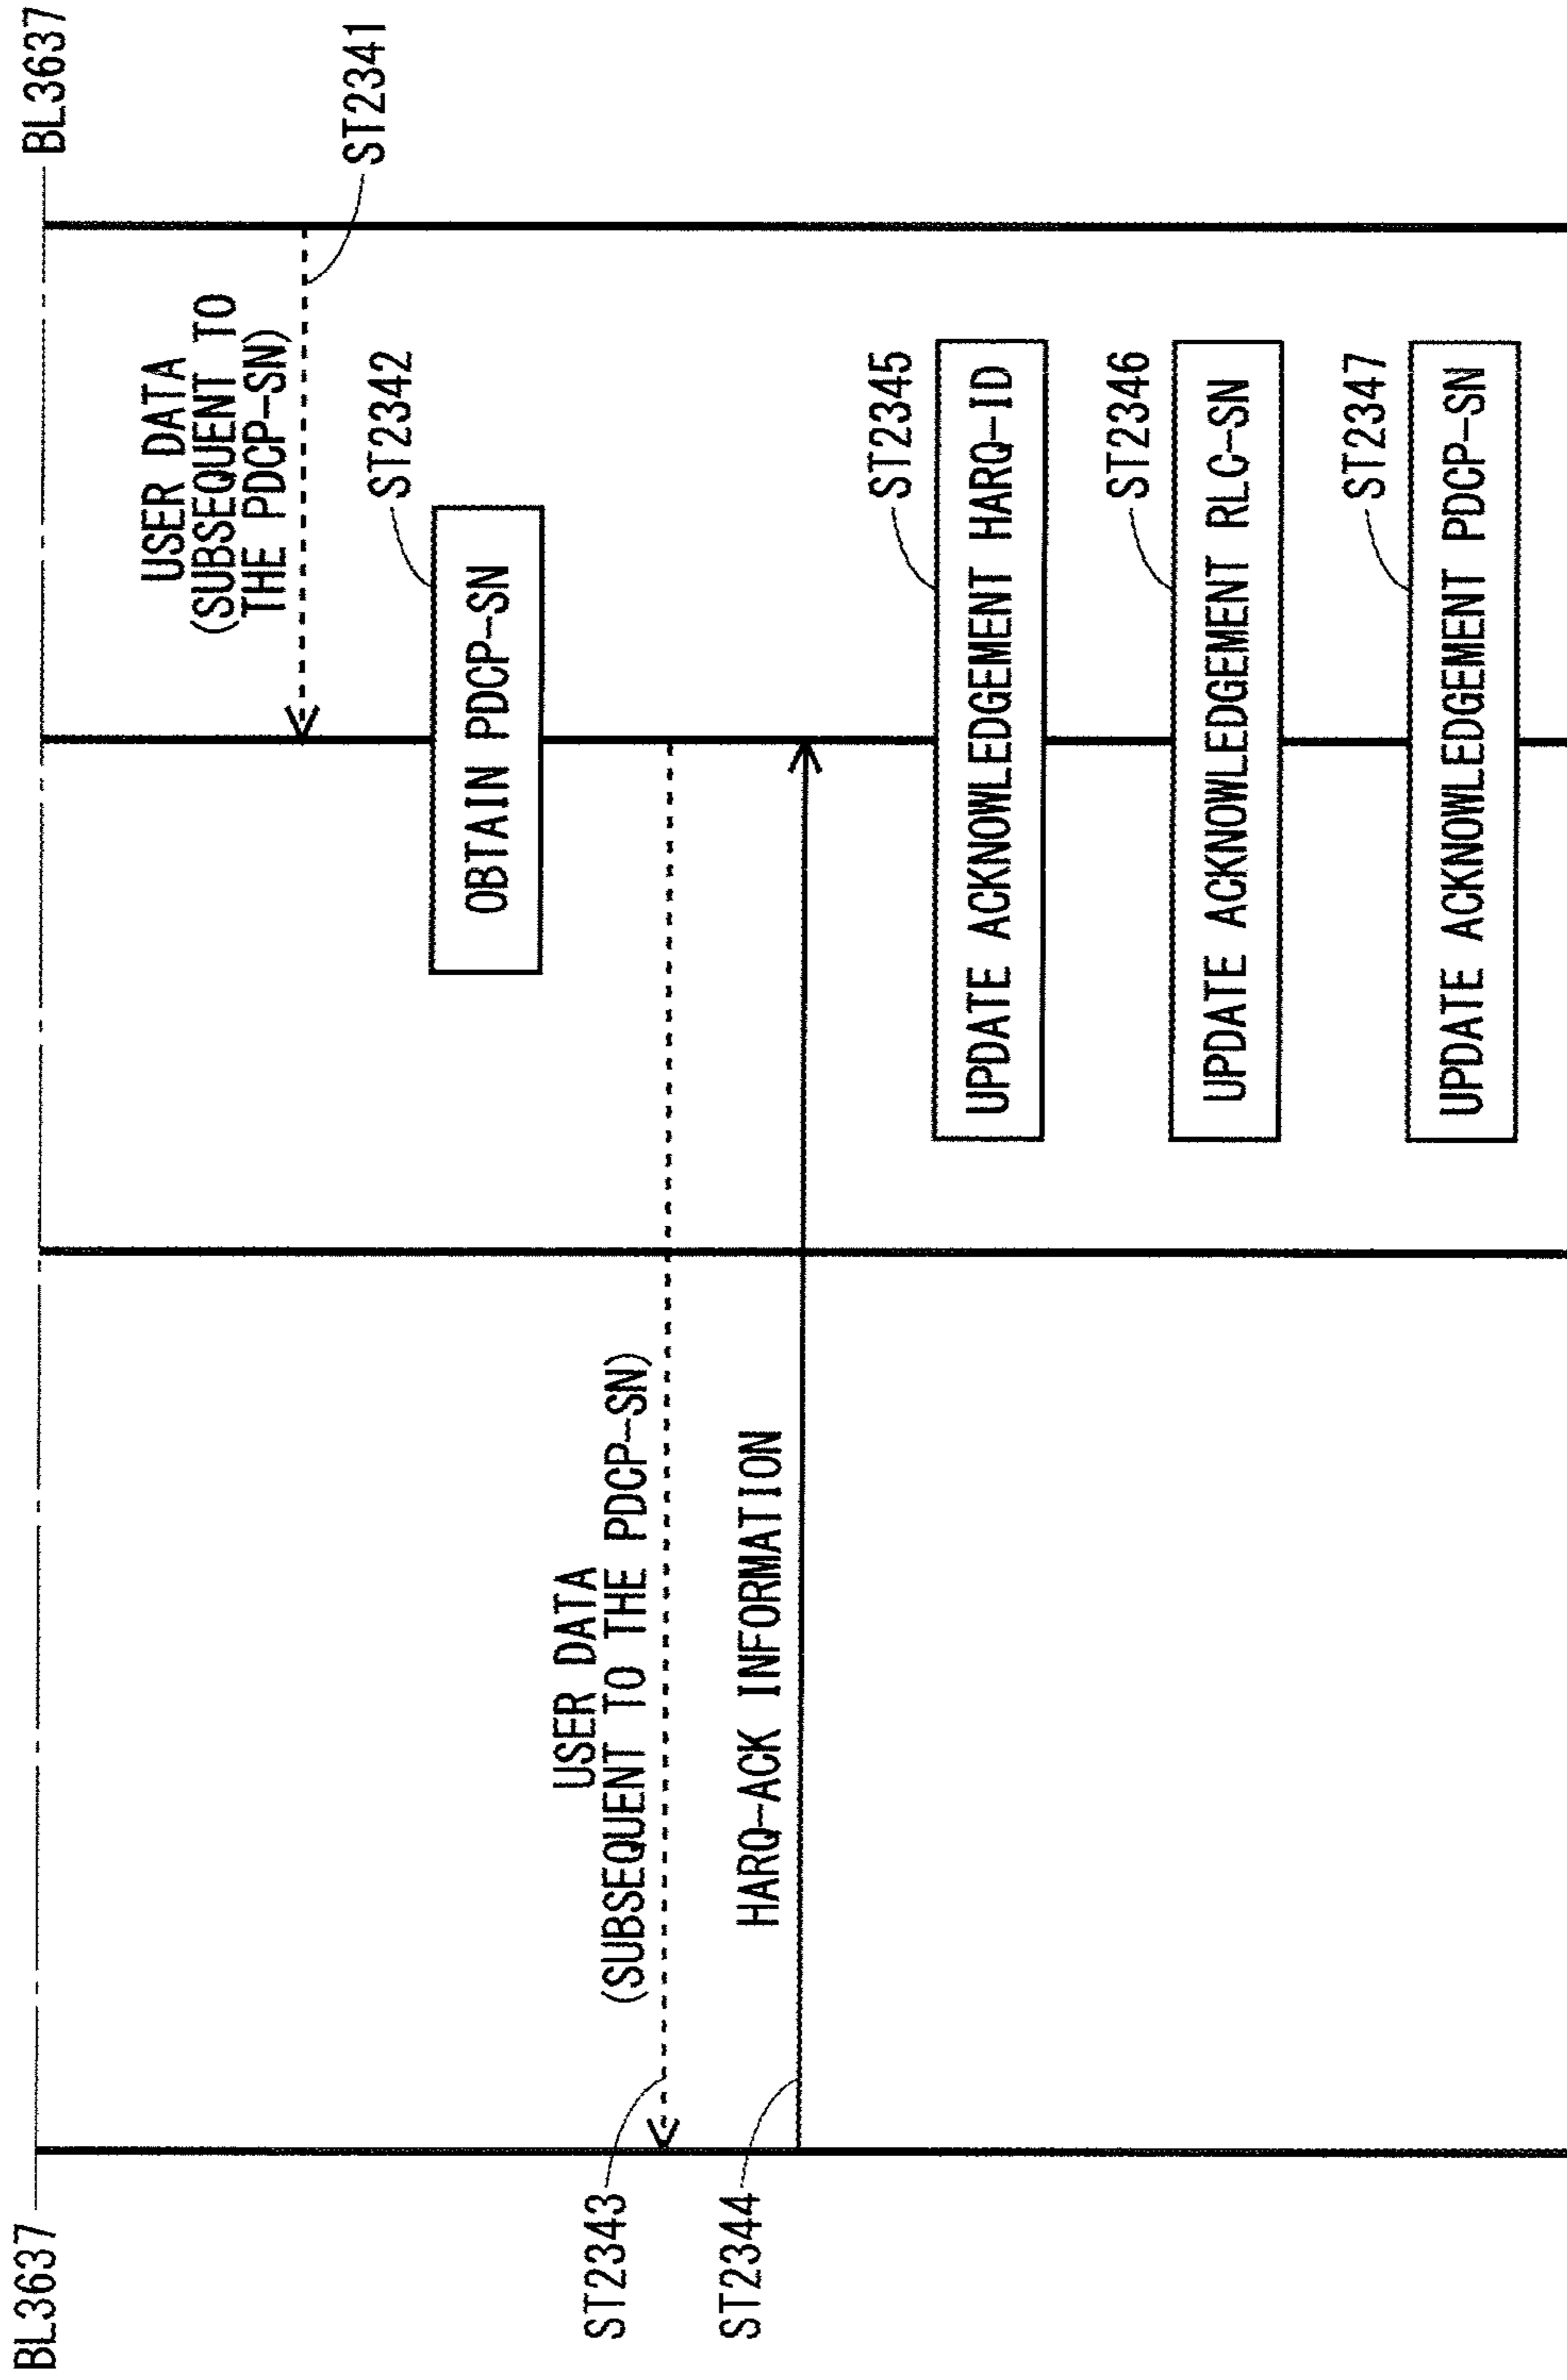 BL3637
BL3637
USER DATA
(SUBSEQUENT TO
THE PDCP-SN)
ST2341
ST2342
OBTAIN PDCP-SN
USER DATA
(SUBSEQUENT TO THE PDCP-SN)
ST2343
HARQ-ACK INFORMATION
ST2344
ST2345
UPDATE ACKNOWLEDGEMENT HARQ-ID
ST2346
UPDATE ACKNOWLEDGEMENT RLC-SN
ST2347
UPDATE ACKNOWLEDGEMENT PDCP-SN